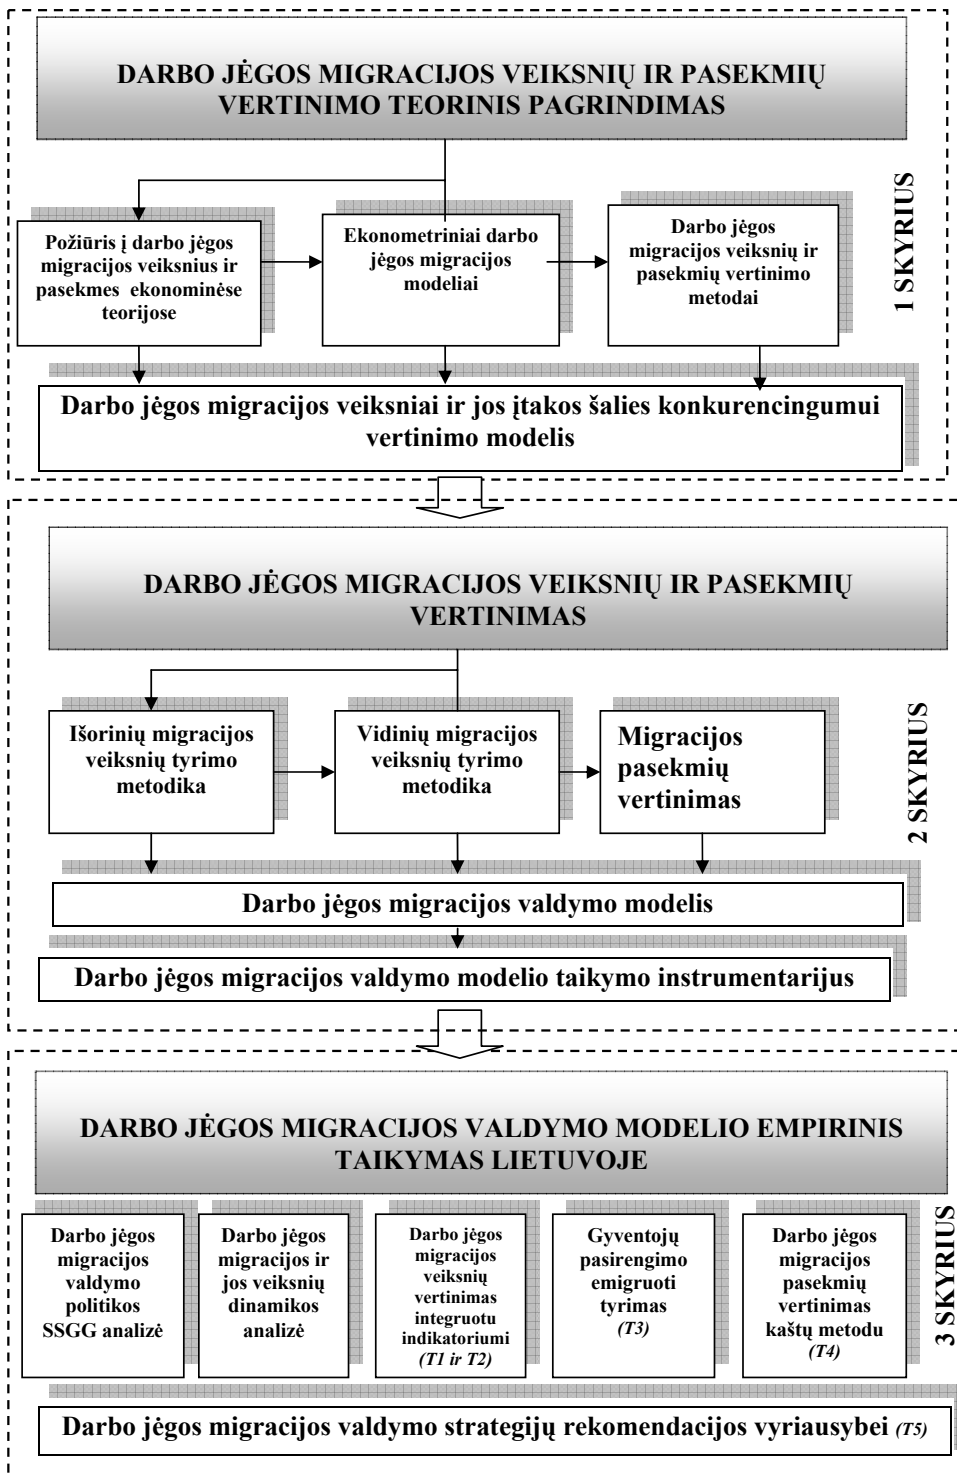 DARBO JĖGOS MIGRACIJOS VEIKSNIŲ IR PASEKMIŲ
VERTINIMO TEORINIS PAGRINDIMAS
Požiūris į darbo jėgos
migracijos veiksnius ir
pasekmes ekonominėse
teorijose
Ekonometriniai darbo
jėgos migracijos
modeliai
Darbo jėgos
migracijos veiksnių ir
pasekmių vertinimo
metodai
1 SKYRIUS
Darbo jėgos migracijos veiksniai ir jos įtakos šalies konkurencingumui
vertinimo modelis
DARBO JĖGOS MIGRACIJOS VEIKSNIŲ IR PASEKMIŲ
VERTINIMAS
Išorinių migracijos
veiksnių tyrimo
metodika
Vidinių migracijos
veiksnių tyrimo
metodika
Migracijos
pasekmių
vertinimas
2 SKYRIUS
Darbo jėgos migracijos valdymo modelis
Darbo jėgos migracijos valdymo modelio taikymo instrumentarijus
DARBO JĖGOS MIGRACIJOS VALDYMO MODELIO EMPIRINIS
TAIKYMAS LIETUVOJE
Darbo jėgos
migracijos
valdymo
politikos
SSGG analizė
Darbo jėgos
migracijos ir
jos veiksnių
dinamikos
analizė
Darbo jėgos
migracijos
veiksnių
vertinimas
integruotu
indikatoriumi
(T1 ir T2)
Gyventojų
pasirengimo
emigruoti
tyrimas
(T3)
Darbo jėgos
migracijos
pasekmių
vertinimas
kaštų metodu
(T4)
3 SKYRIUS
Darbo jėgos migracijos valdymo strategijų rekomendacijos vyriausybei (T5)